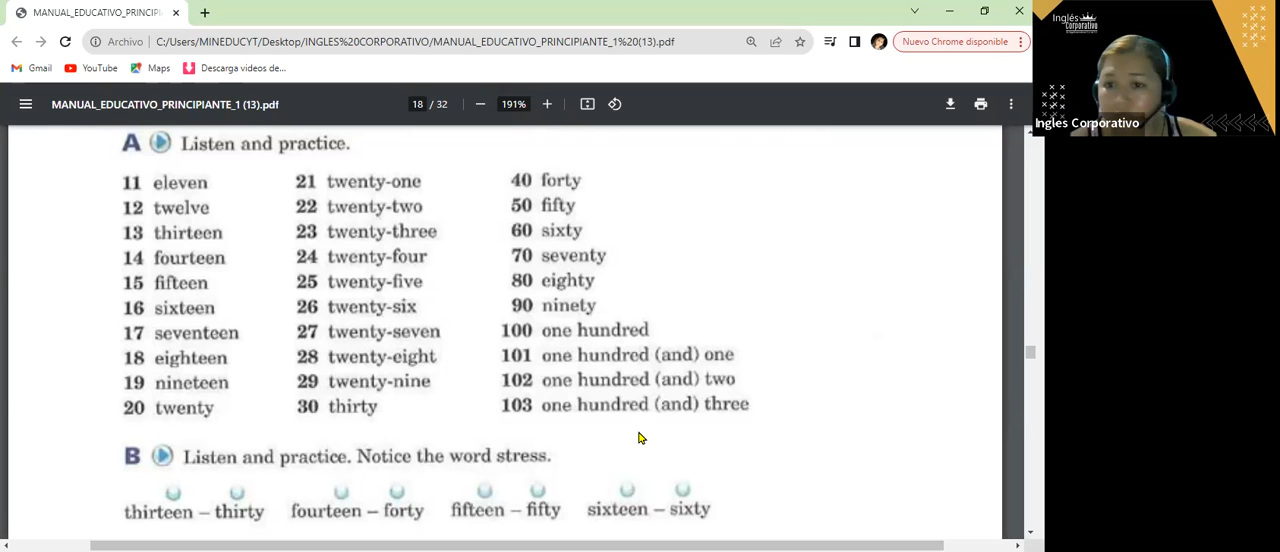 MANUAL_EDUCATIVO_PRINCIPI
Archivo C:/Users/MINEDUCYT/Desktop/INGLES%20CORPORATIVO/MANUAL_EDUCATIVO_PRINCIPIANTE_1%20(13).pdf
Nuevo Chrome disponible
Gmail YouTube Maps Descarga videos de...
MANUAL_EDUCATIVO_PRINCIPIANTE_1 (13).pdf 18 / 32 191%
Inglés
Corporativo
Ingles Corporativo
A Listen and practice.
11 eleven 21 twenty-one 40 forty
12 twelve 22 twenty-two 50 fifty
13 thirteen 23 twenty-three 60 sixty
14 fourteen 24 twenty-four 70 seventy
15 fifteen 25 twenty-five 80 eighty
16 sixteen 26 twenty-six 90 ninety
17 seventeen 27 twenty-seven 100 one hundred
18 eighteen 28 twenty-eight 101 one hundred (and) one
19 nineteen 29 twenty-nine 102 one hundred (and) two
20 twenty 30 thirty 103 one hundred (and) three
B Listen and practice. Notice the word stress.
thirteen – thirty fourteen – forty fifteen – fifty sixteen – sixty